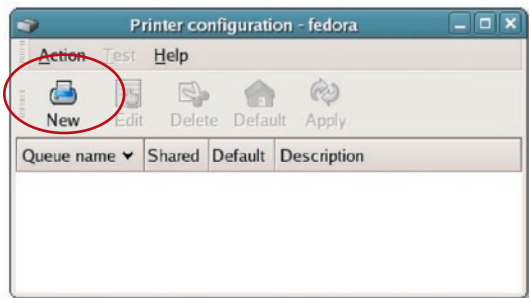 Printer configuration - fedora
Action Test Help
New Edit Delete Default Apply
Queue name Shared Default Description